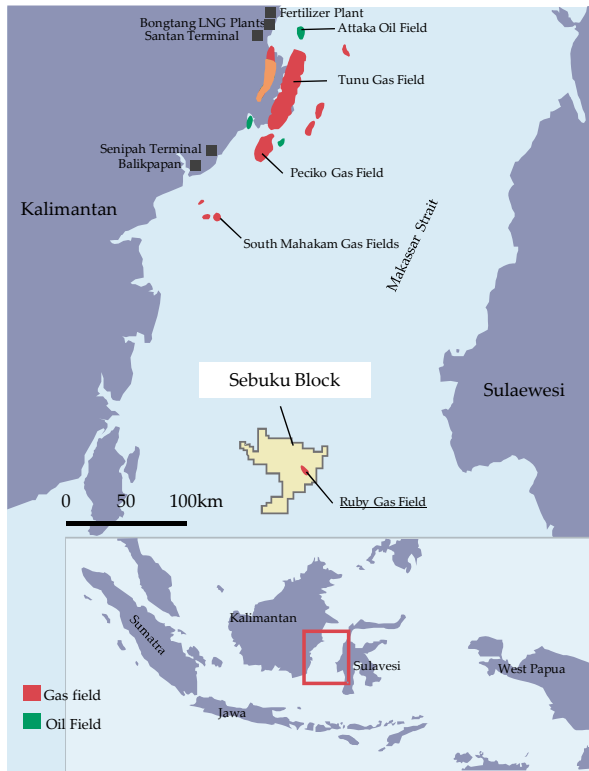 Fertilizer Plant
Bongtang LNG Plants
Santan Terminal
Attaka Oil Field
Tunu Gas Field
Senipah Terminal
Balikpapan
Peciko Gas Field
Kalimantan
South Mahakam Gas Fields
Makassar Strait
Sebuku Block
Sulaewesi
0 50 100km
Ruby Gas Field
Kalimantan
Sumatra
Sulavesi
West Papua
Gas field
Jawa
Oil Field